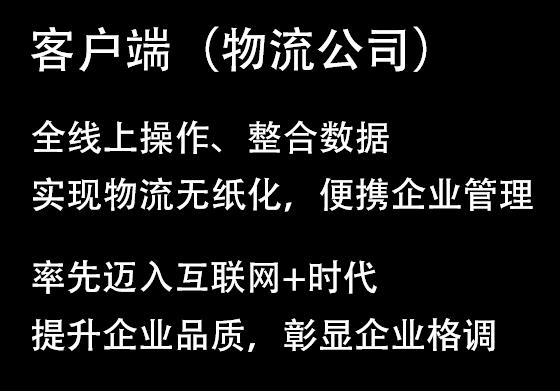 客户端（物流公司）
全线上操作、整合数据
实现物流无纸化，便携企业管理
率先迈入互联网+时代
提升企业品质，彰显企业格调